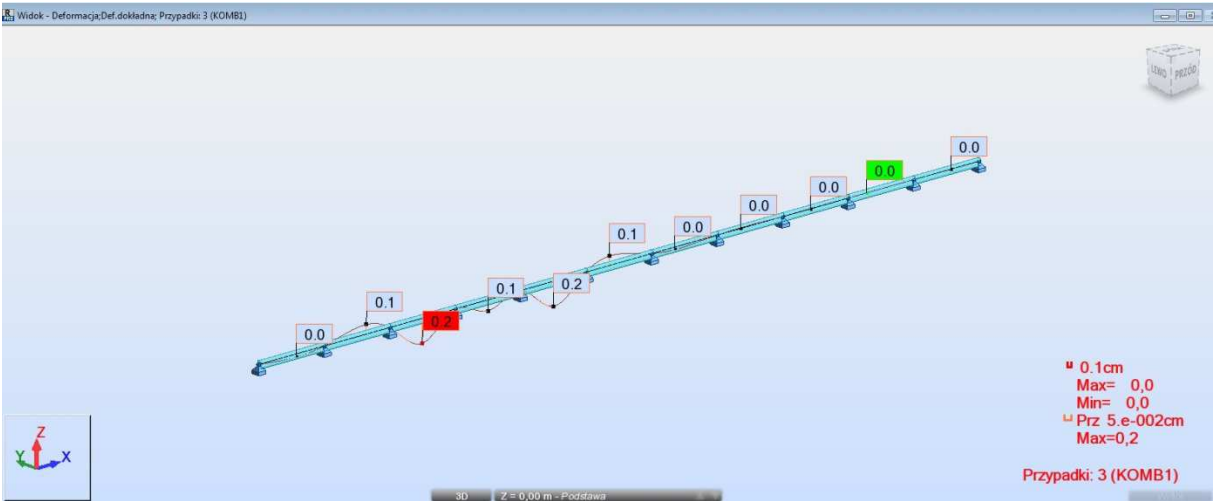 Widok - Deformacja;Def.dokładna; Przypadki: 3 (KOMB1)
LEWO PRZÓD
0.0
0.0
0.0
0.0
0.1
0.0
0.2
0.1
0.1
0.2
0.0
0.1cm
Max= 0,0
Min= 0,0
Prz 5.e-002cm
Max=0,2
Z
Y X
Przypadki: 3 (KOMB1)
3D Z = 0,00 m - Podstawa